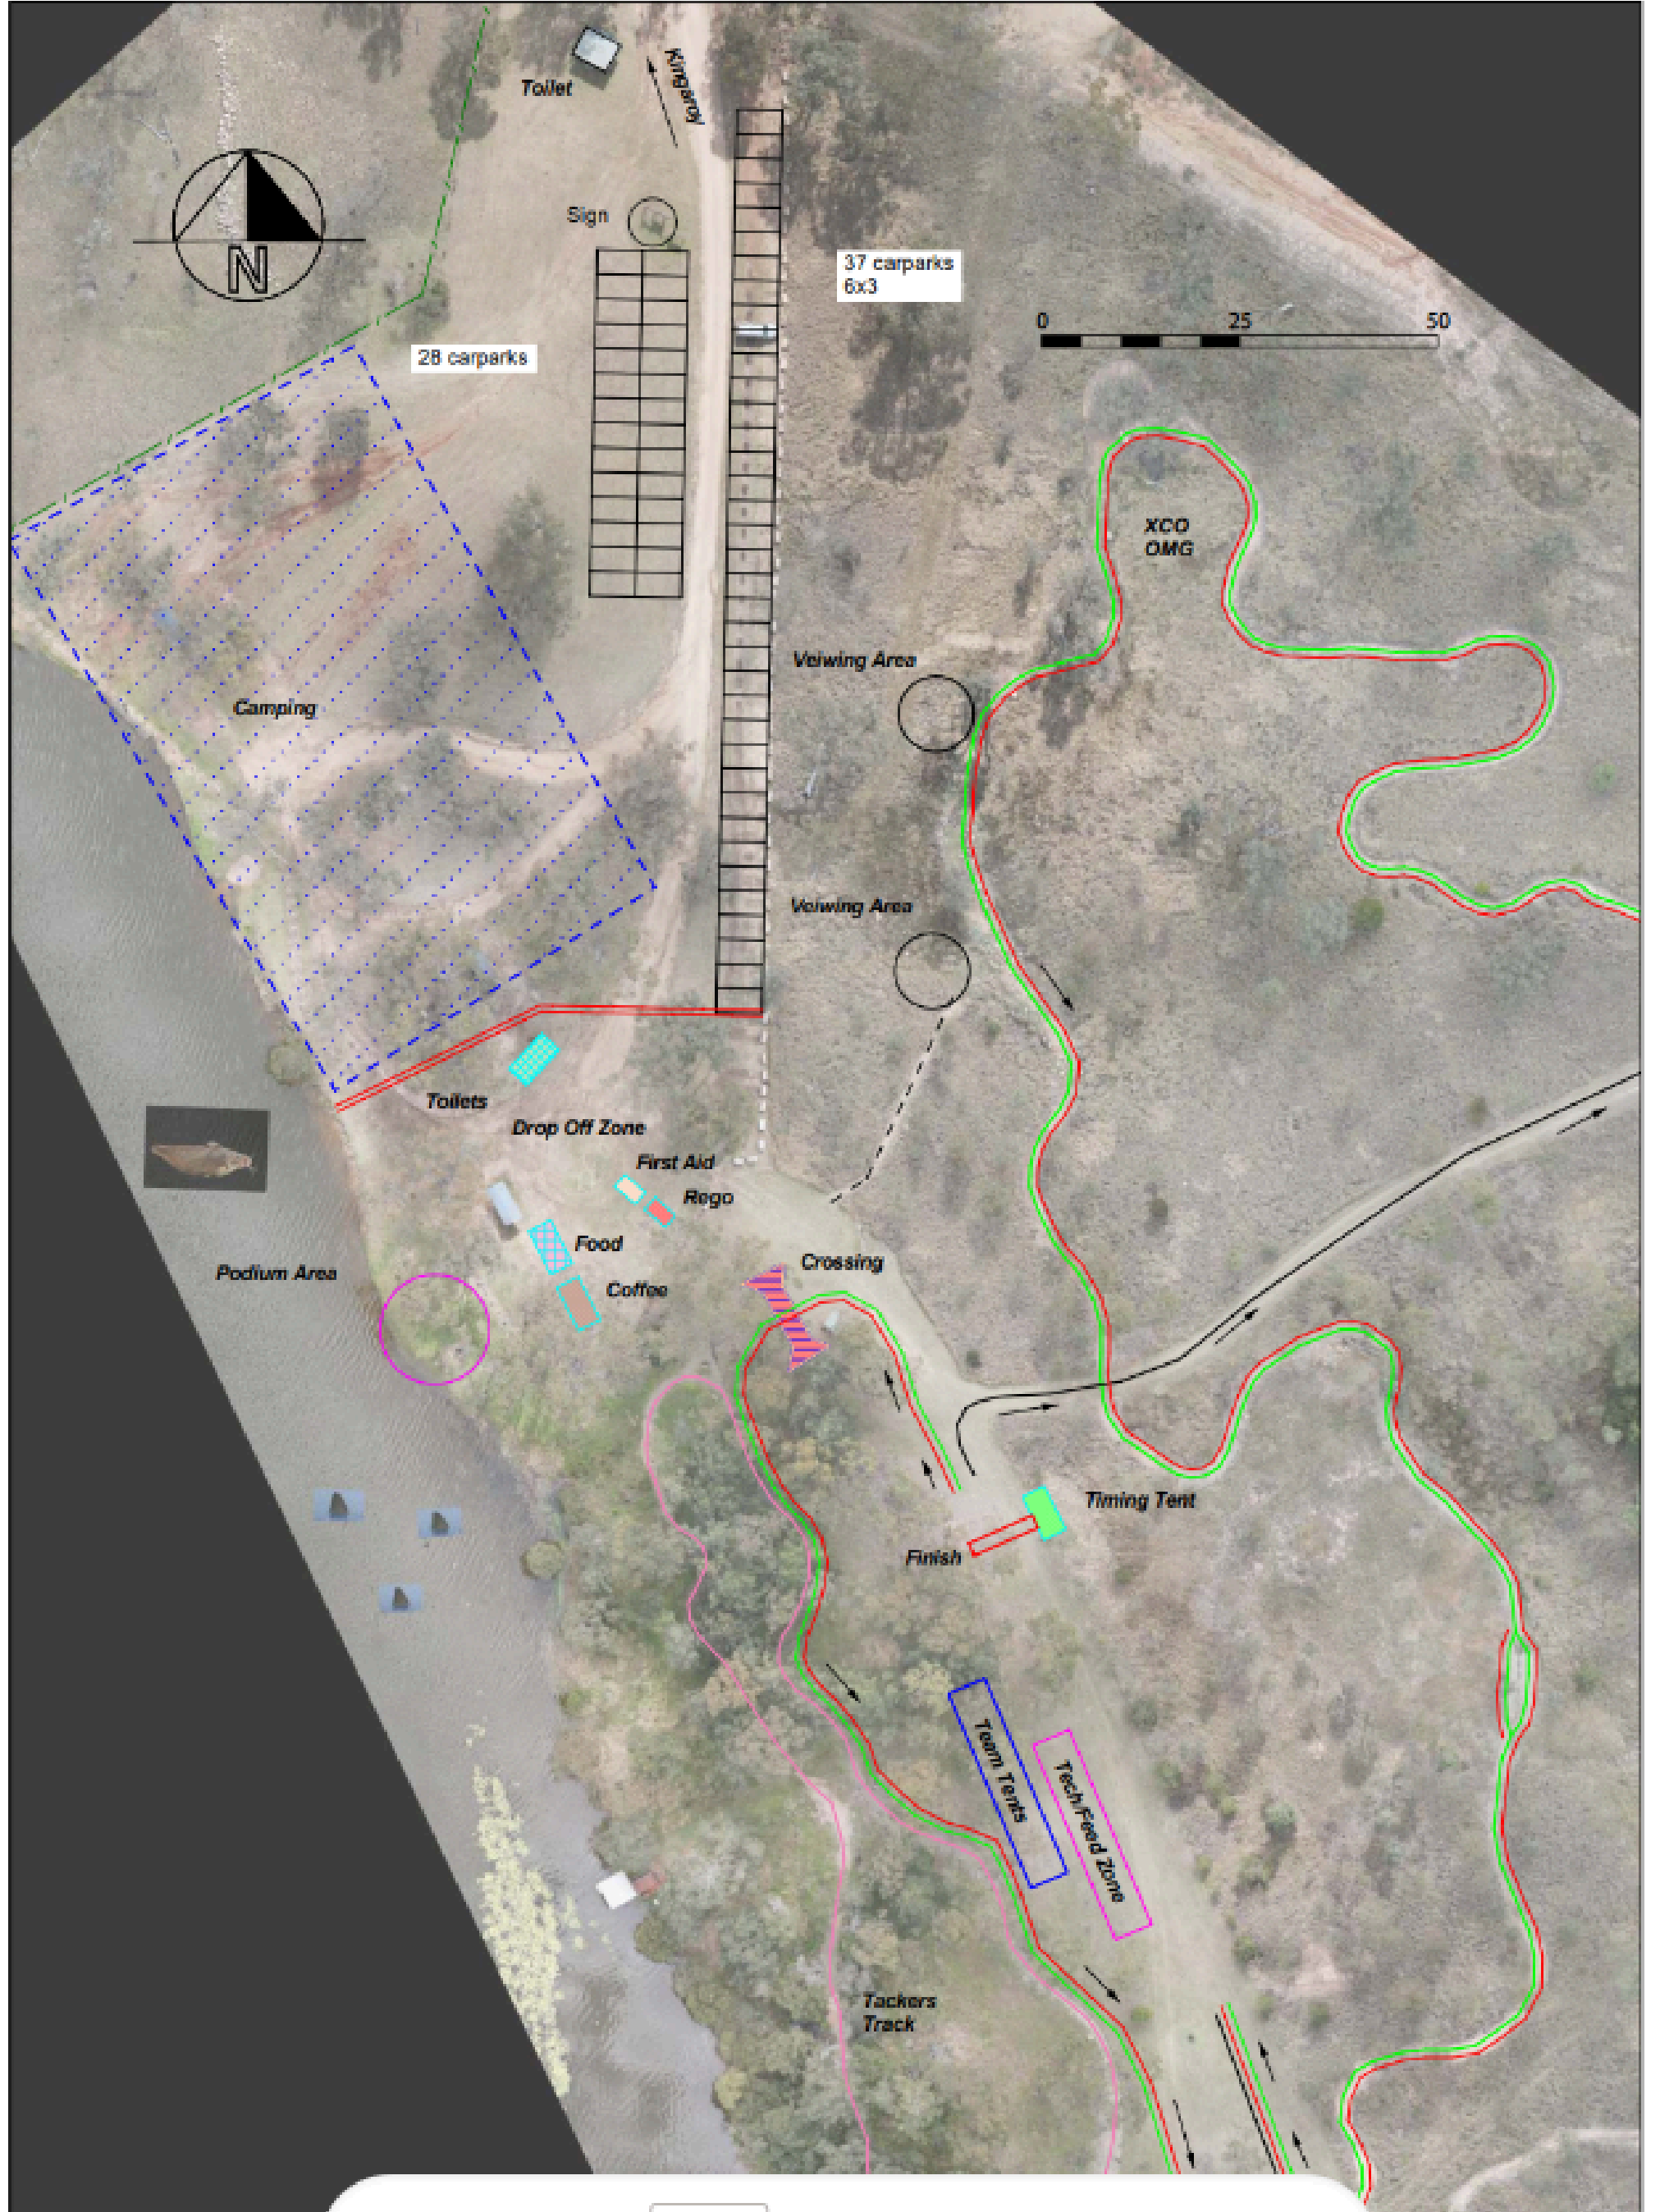 Toilet
Kingaroy
Sign
N
37 carparks
6x3
0 25 50
28 carparks
XCO
OMG
Veiwing Area
Camping
Veiwing Area
Toilets
Drop Off Zone
First Aid
Rego
Food
Crossing
Podium Area
Coffee
Timing Tent
Finish
Team Tents
Tech/Feed Zone
Tackers
Track